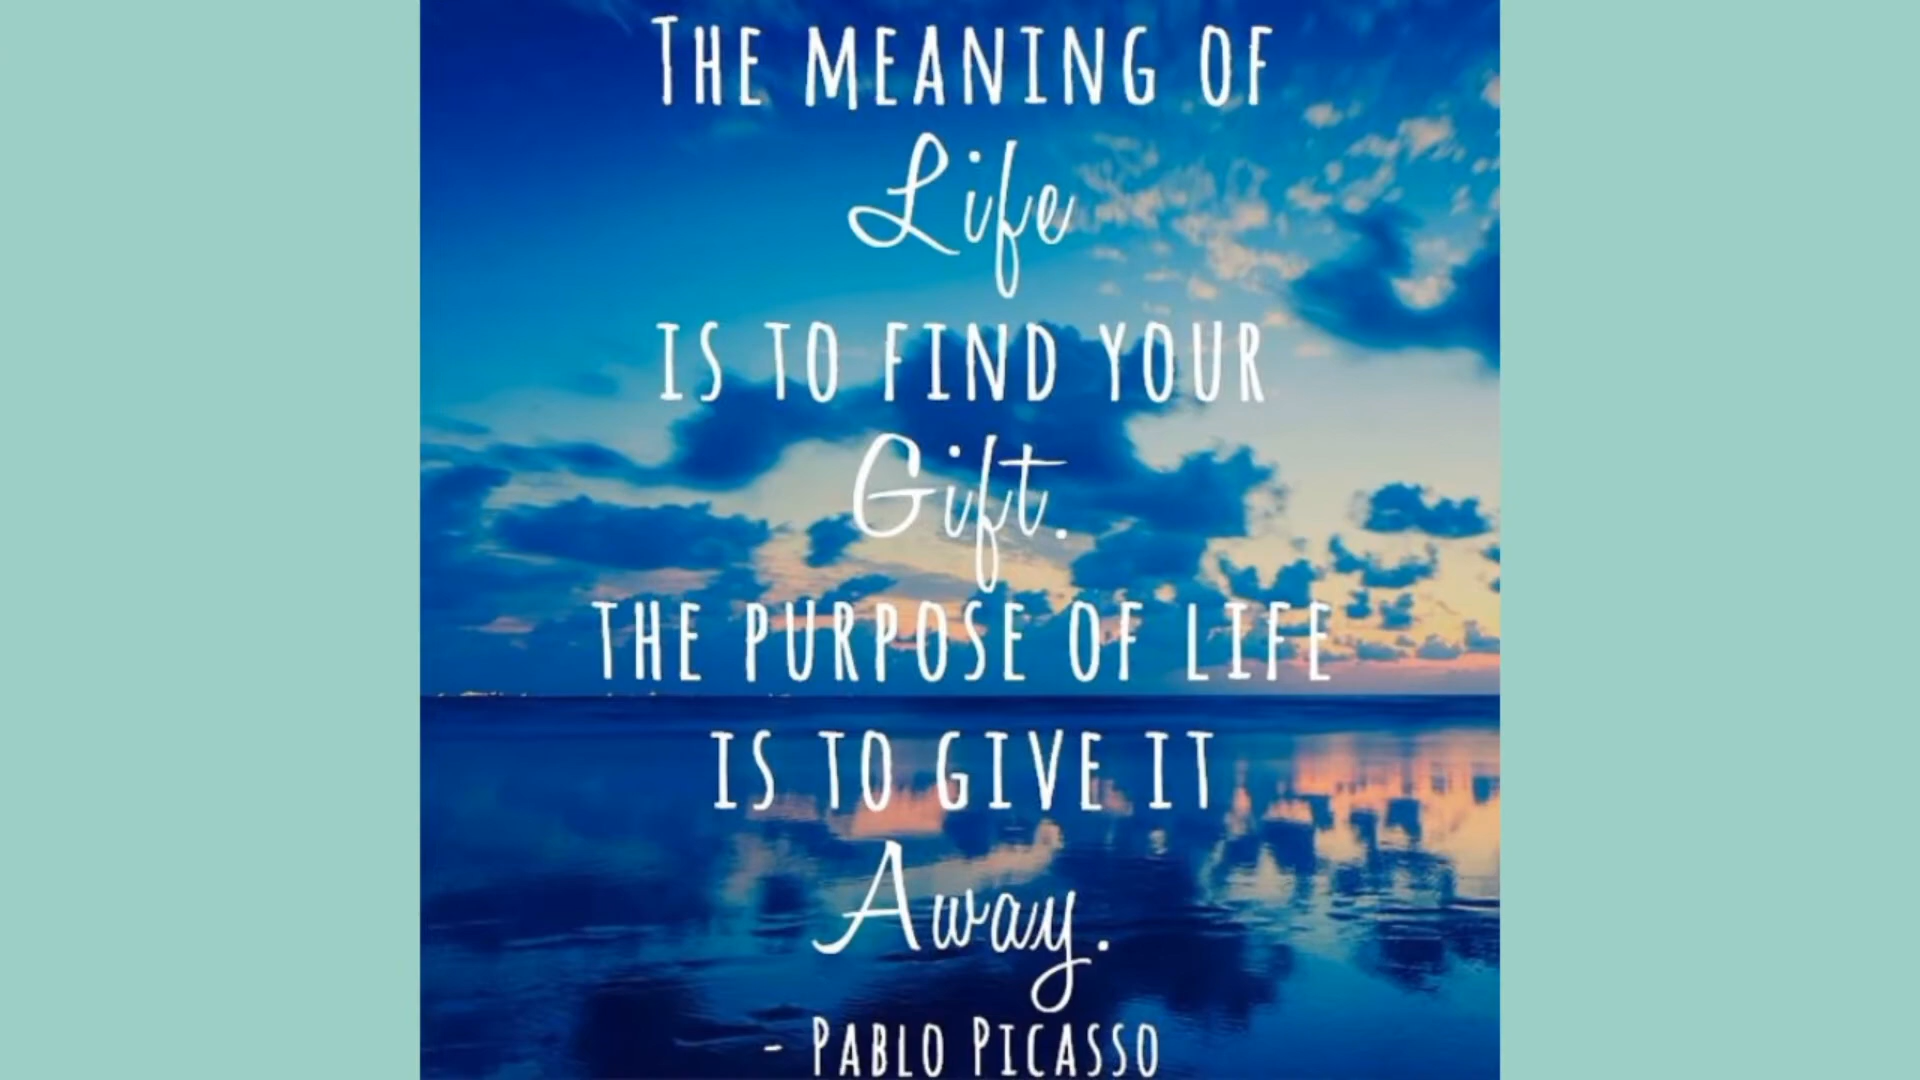 THE MEANING OF
Life
IS TO FIND YOUR
Gift.
THE PURPOSE OF LIFE
IS TO GIVE IT
Away.
- PABLO PICASSO